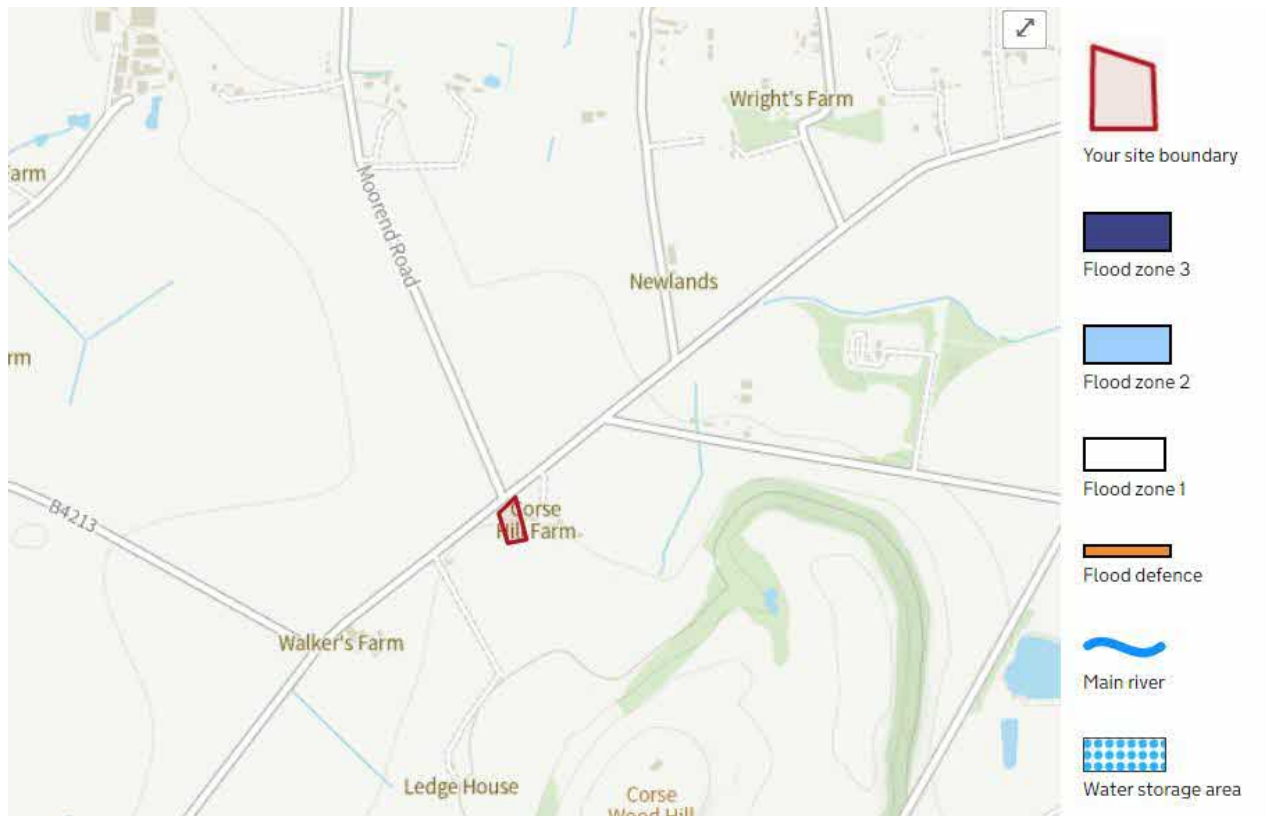 Wright's Farm
arm
Moorend Road
Newlands
rm
B4213
Corse
Hill Farm
Walker's Farm
Ledge House
Corse
Wood Hill
Your site boundary
Flood zone 3
Flood zone 2
Flood zone 1
Flood defence
Main river
Water storage area